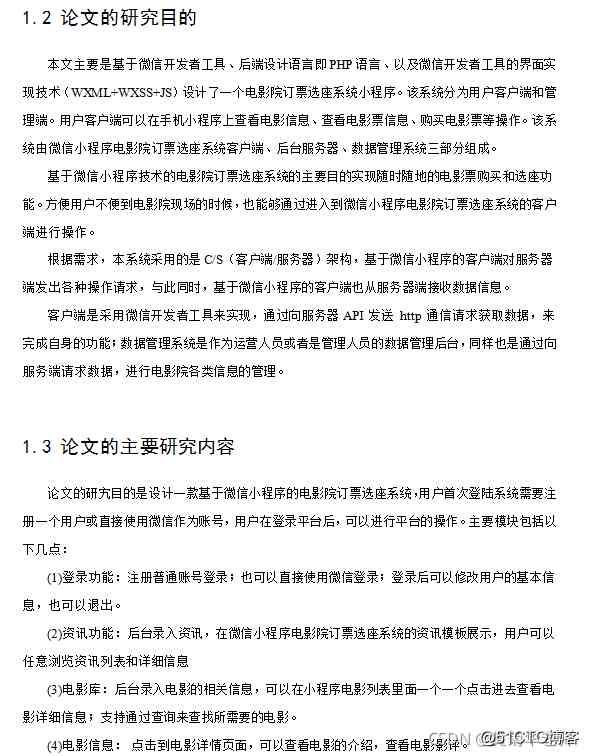 1.2 论文的研究目的
本文主要是基于微信开发者工具、后端设计语言即 PHP 语言、以及微信开发者工具的界面实
现技术（WXML+WXSS+JS）设计了一个电影院订票选座系统小程序。该系统分为用户客户端和管
理端。用户客户端可以在手机小程序上查看电影信息、查看电影票信息、购买电影票等操作。该系
统由微信小程序电影院订票选座系统客户端、后台服务器、数据管理系统三部分组成。
基于微信小程序技术的电影院订票选座系统的主要目的实现随时随地的电影票购买和选座功
能。方便用户不便到电影院现场的时候，也能够通过进入到微信小程序电影院订票选座系统的客户
端进行操作。
根据需求，本系统采用的是 C/S（客户端/服务器）架构，基于微信小程序的客户端对服务器
端发出各种操作请求，与此同时，基于微信小程序的客户端也从服务器端接收数据信息。
客户端是采用微信开发者工具来实现，通过向服务器 API 发送 http 通信请求获取数据，来
完成自身的功能；数据管理系统是作为运营人员或者是管理人员的数据管理后台，同样也是通过向
服务端请求数据，进行电影院各类信息的管理。
1.3 论文的主要研究内容
论文的研究目的是设计一款基于微信小程序的电影院订票选座系统，用户首次登陆系统需要注
册一个用户或直接使用微信作为账号，用户在登录平台后，可以进行平台的操作。主要模块包括以
下几点：
(1)登录功能：注册普通账号登录；也可以直接使用微信登录；登录后可以修改用户的基本信
息，也可以退出。
(2)资讯功能：后台录入资讯，在微信小程序电影院订票选座系统的资讯模板展示，用户可以
任意浏览资讯列表和详细信息
(3)电影库：后台录入电影的相关信息，可以在小程序电影列表里面一个一个点击进去查看电
影详细信息；支持通过查询来查找所需要的电影。
(4)电影信息：点击到电影详情页面，可以查看电影的介绍，查看电影影评。
CSDN @51CTO博客